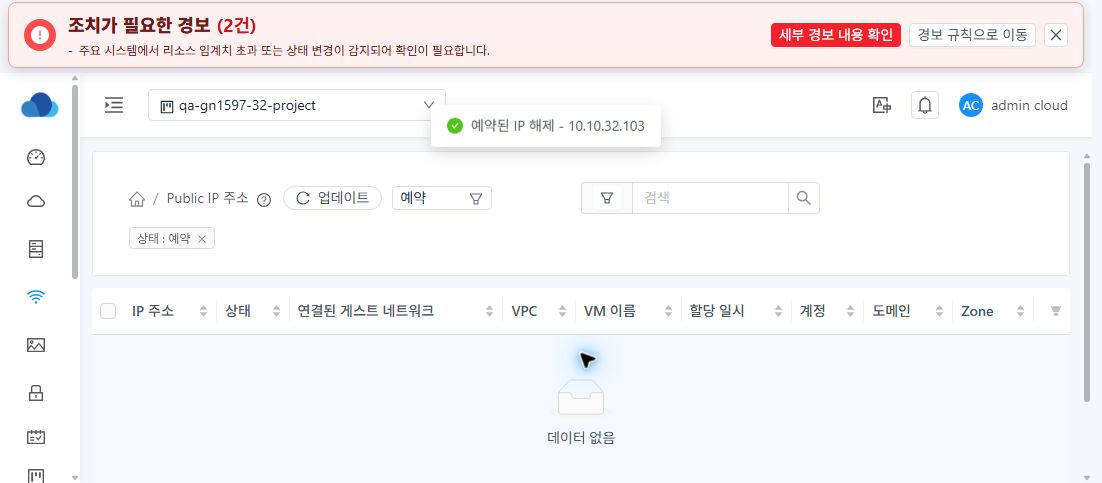 조치가 필요한 경보 (2건)
- 주요 시스템에서 리소스 임계치 초과 또는 상태 변경이 감지되어 확인이 필요합니다.
세부 경보 내용 확인
경보 규칙으로 이동
qa-gn1597-32-project
AC
admin cloud
예약된 IP 해제 - 10.10.32.103
/ Public IP 주소
업데이트
예약
검색
상태 : 예약
IP 주소 상태 연결된 게스트 네트워크 VPC VM 이름 할당 일시 계정 도메인 Zone
데이터 없음